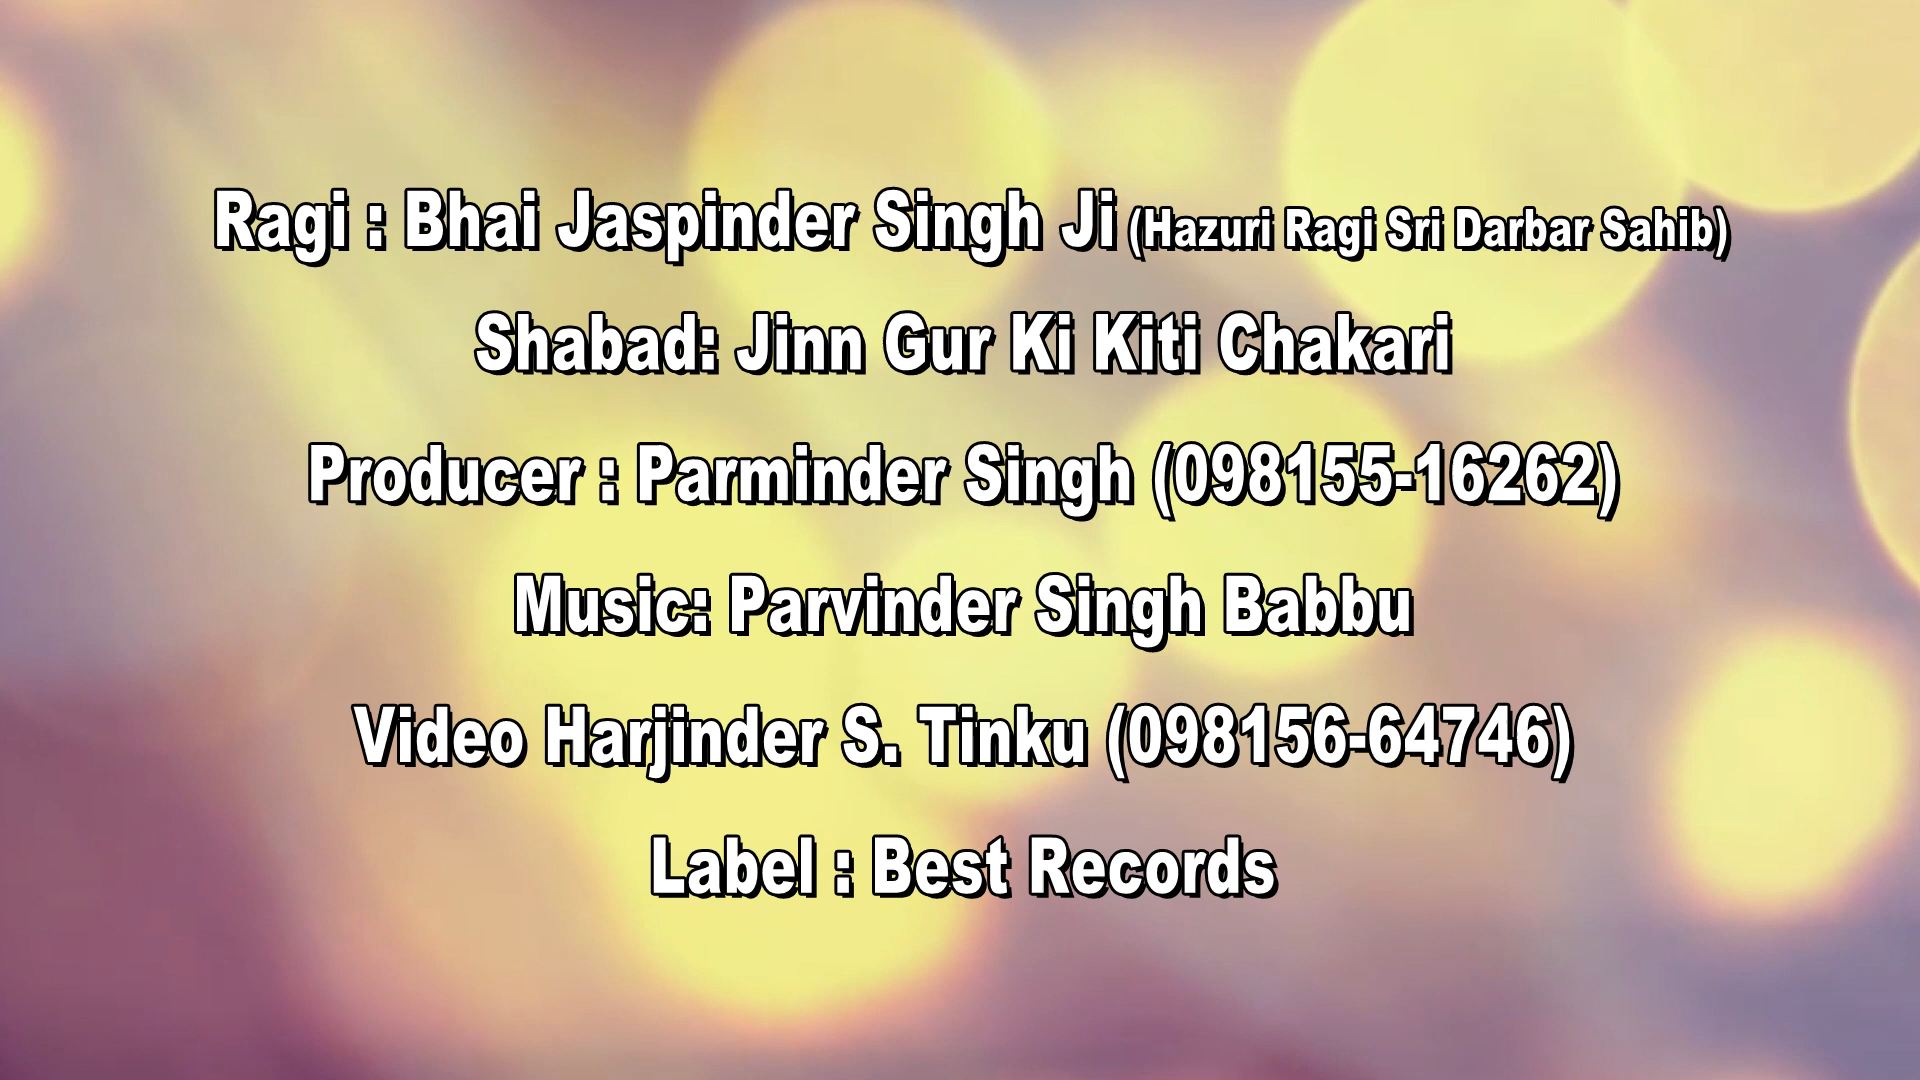 Ragi : Bhai Jaspinder Singh Ji (Hazuri Ragi Sri Darbar Sahib)
Shabad: Jinn Gur Ki Kiti Chakari
Producer : Parminder Singh (098155-16262)
Music: Parvinder Singh Babbu
Video Harjinder S. Tinku (098156-64746)
Label : Best Records